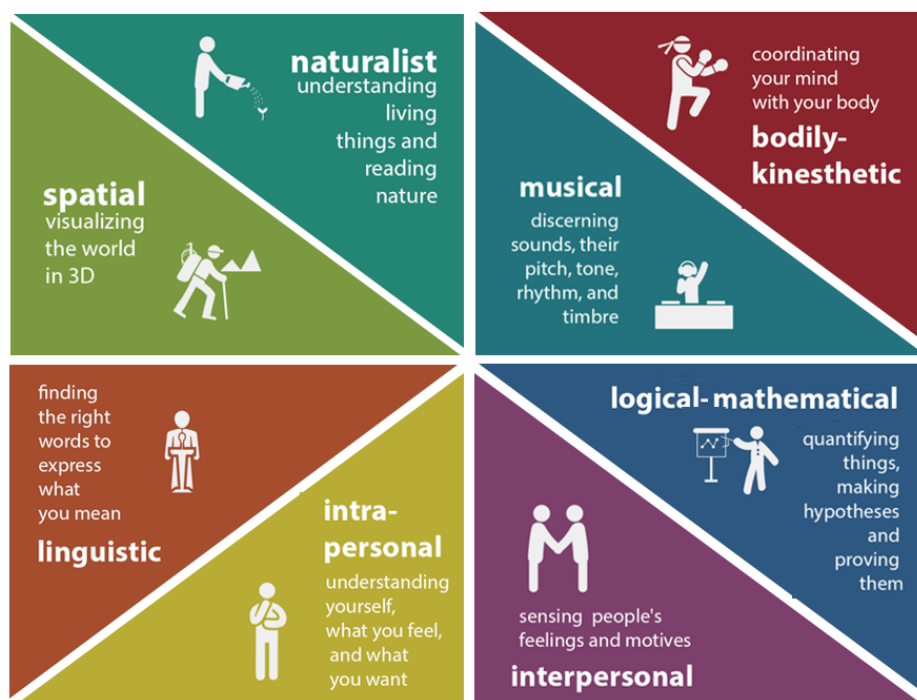 naturalist
understanding
living
things and
reading
nature
spatial
visualizing
the world
in 3D
coordinating
your mind
with your body
bodily-
kinesthetic
musical
discerning
sounds, their
pitch, tone,
rhythm, and
timbre
finding
the right
words to
express
what
you mean
linguistic
intra-
personal
understanding
yourself,
what you feel,
and what
you want
logical-mathematical
quantifying
things,
making
hypotheses
and
proving
them
sensing people's
feelings and motives
interpersonal